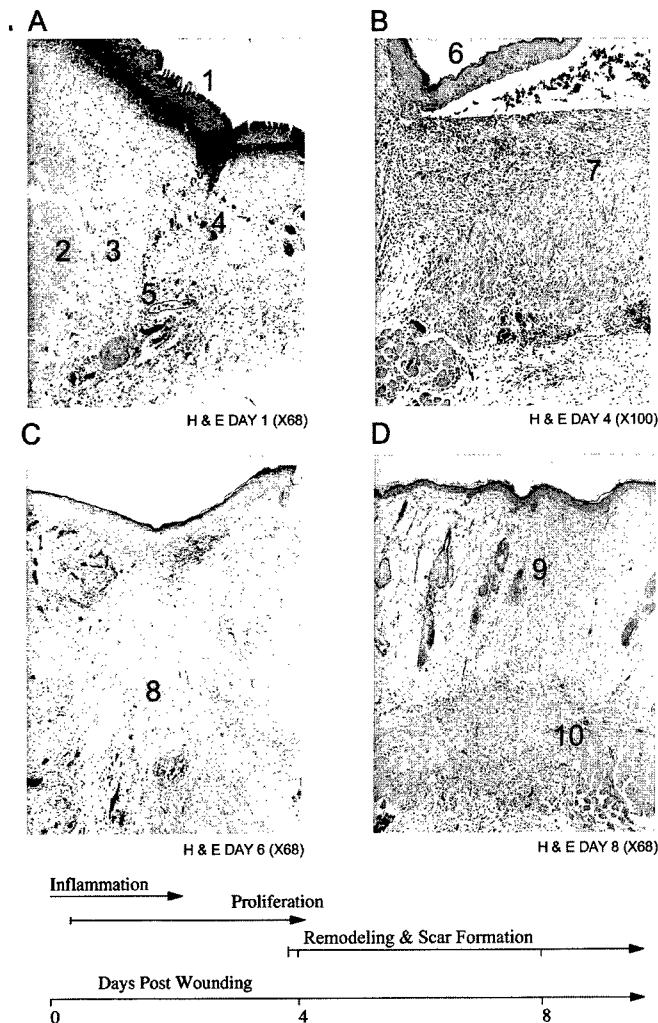 A
B
1
2
3
4
5
6
7
H & E DAY 1 (X68)
H & E DAY 4 (X100)
C
D
8
9
10
H & E DAY 6 (X68)
H & E DAY 8 (X68)
Inflammation
Proliferation
Remodeling & Scar Formation
Days Post Wounding
0
4
8